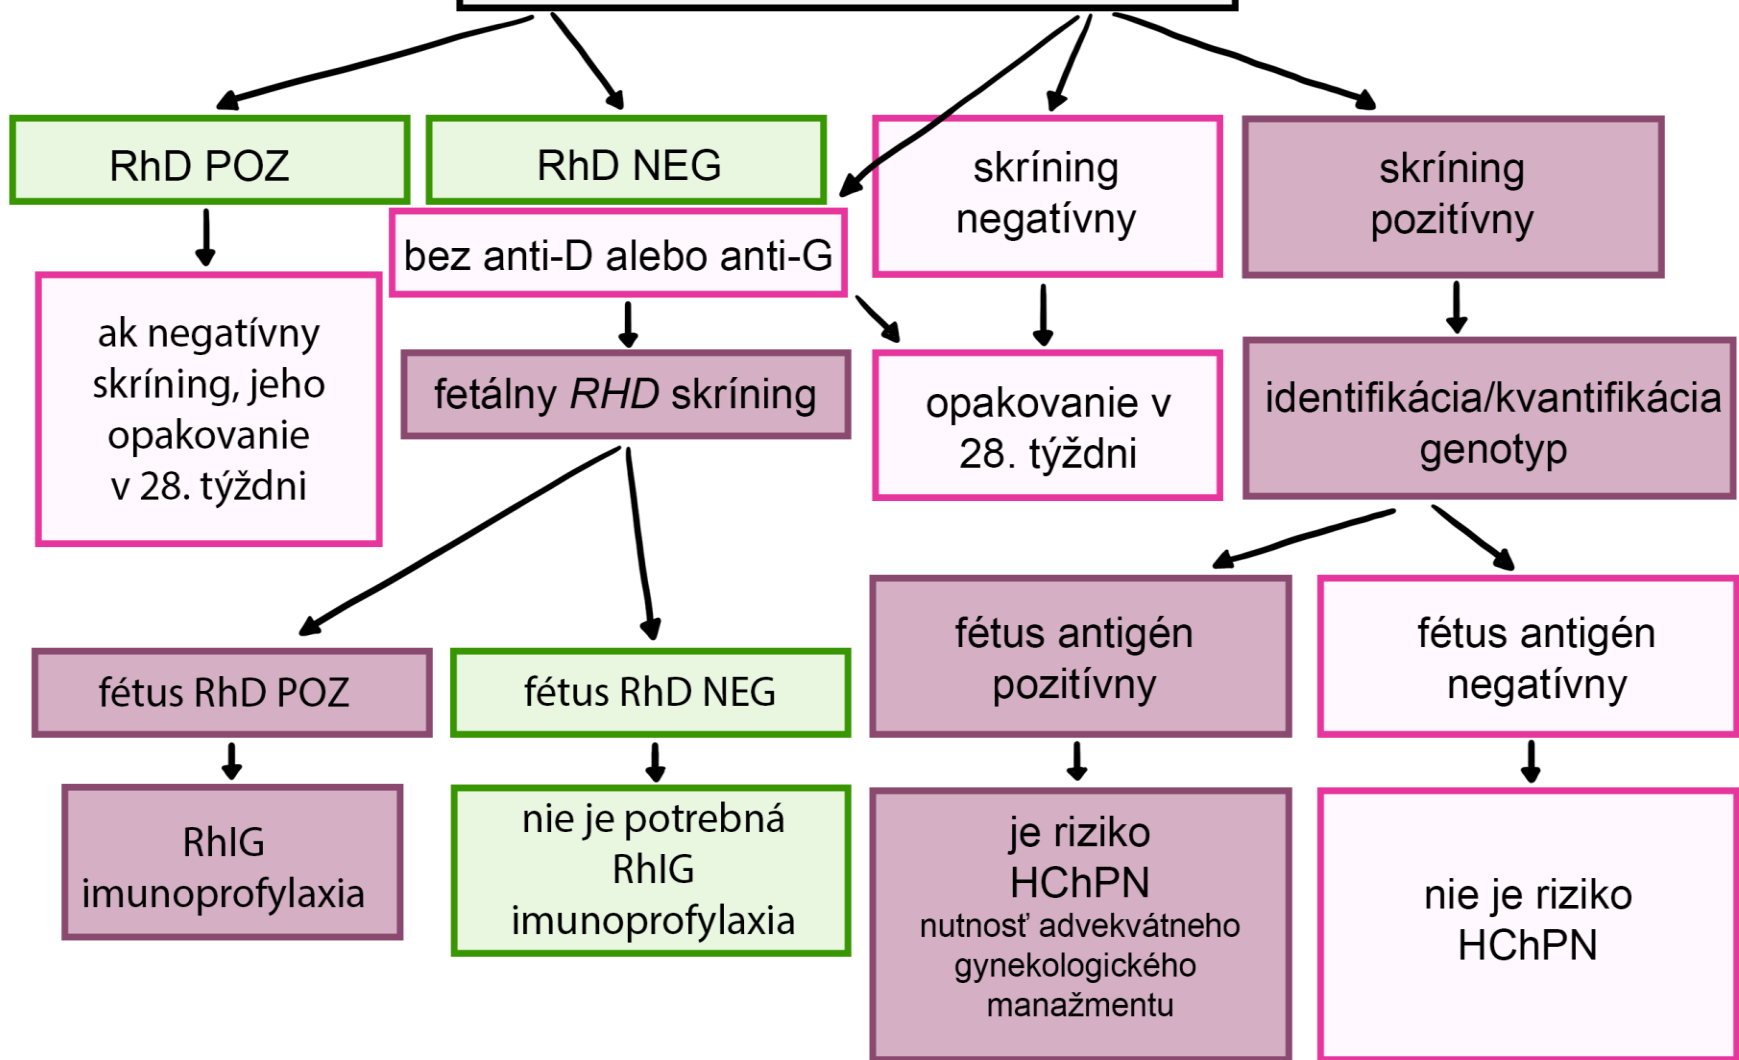 RhD POZ
RhD NEG
skríning
negatívny
skríning
pozitívny
bez anti-D alebo anti-G
ak negatívny
skríning, jeho
opakovanie
v 28. týždni
fetálny RHD skríning
opakovanie v
28. týždni
identifikácia/kvantifikácia
genotyp
fétus RhD POZ
fétus RhD NEG
fétus antigén
pozitívny
fétus antigén
negatívny
RhIG
imunoprofylaxia
nie je potrebná
RhIG
imunoprofylaxia
je riziko
HChPN
nutnosť advekvátneho
gynekologického
manažmentu
nie je riziko
HChPN